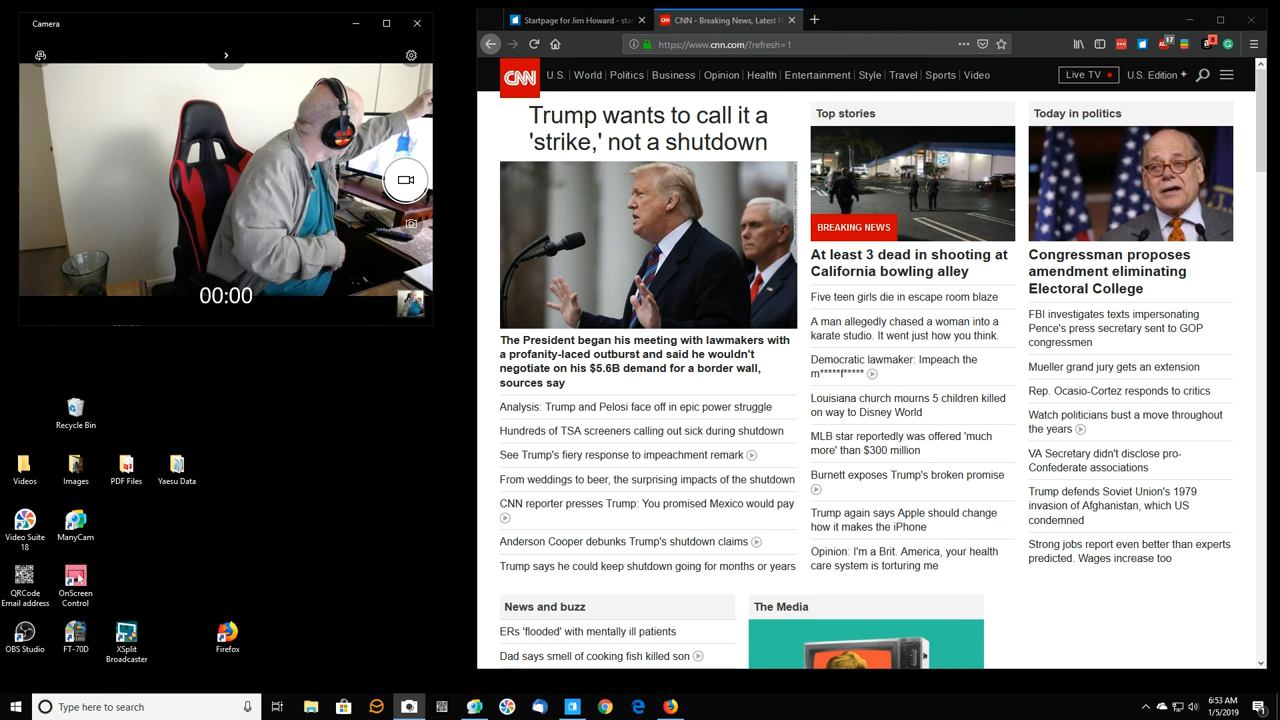 Camera
00:00
Recycle Bin
Videos
Images
PDF Files
Yaesu Data
Video Suite
18
ManyCam
QRCode
Email address
OnScreen
Control
OBS Studio
FT-70D
XSplit
Broadcaster
Firefox
Startpage for Jim Howard - sta
CNN - Breaking News, Latest N
https://www.cnn.com/?refresh=1
17
8
CNN
U.S.
World
Politics
Business
Opinion
Health
Entertainment
Style
Travel
Sports
Video
Live TV
U.S. Edition +
Trump wants to call it a
'strike,' not a shutdown
The President began his meeting with lawmakers with
a profanity-laced outburst and said he wouldn't
negotiate on his $5.6B demand for a border wall,
sources say
Analysis: Trump and Pelosi face off in epic power struggle
Hundreds of TSA screeners calling out sick during shutdown
See Trump's fiery response to impeachment remark
From weddings to beer, the surprising impacts of the shutdown
CNN reporter presses Trump: You promised Mexico would pay
Anderson Cooper debunks Trump's shutdown claims
Trump says he could keep shutdown going for months or years
Top stories
BREAKING NEWS
At least 3 dead in shooting at
California bowling alley
Five teen girls die in escape room blaze
A man allegedly chased a woman into a
karate studio. It went just how you think.
Democratic lawmaker: Impeach the
m*****f*****
Louisiana church mourns 5 children killed
on way to Disney World
MLB star reportedly was offered 'much
more' than $300 million
Burnett exposes Trump's broken promise
Trump again says Apple should change
how it makes the iPhone
Opinion: I'm a Brit. America, your health
care system is torturing me
Today in politics
Congressman proposes
amendment eliminating
Electoral College
FBI investigates texts impersonating
Pence's press secretary sent to GOP
congressmen
Mueller grand jury gets an extension
Rep. Ocasio-Cortez responds to critics
Watch politicians bust a move throughout
the years
VA Secretary didn't disclose pro-
Confederate associations
Trump defends Soviet Union's 1979
invasion of Afghanistan, which US
condemned
Strong jobs report even better than experts
predicted. Wages increase too
News and buzz
ERs 'flooded' with mentally ill patients
Dad says smell of cooking fish killed son
The Media
Type here to search
6:53 AM
1/5/2019
1